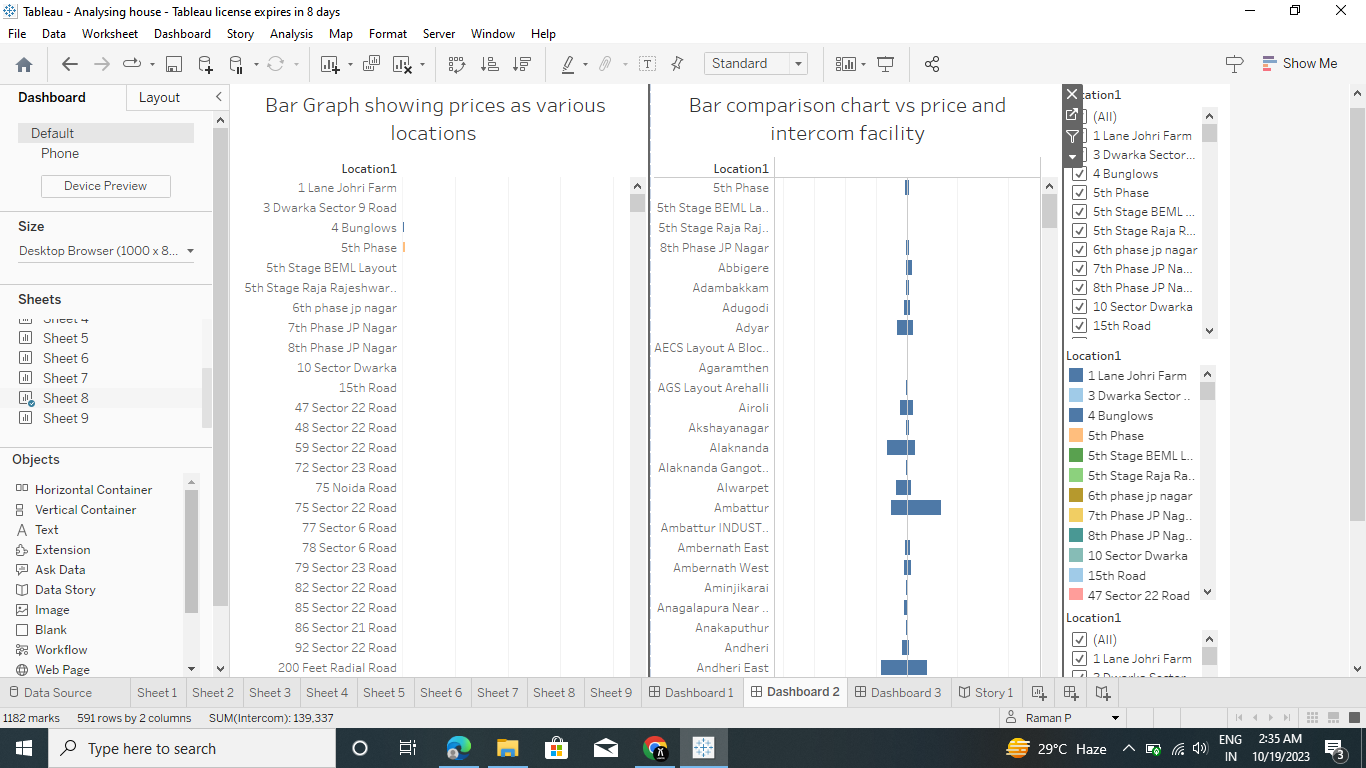 Tableau - Analysing house - Tableau license expires in 8 days
File Data Worksheet Dashboard Story Analysis Map Format Server Window Help
Standard
Show Me
Dashboard
Layout
Default
Phone
Device Preview
Size
Desktop Browser (1000 x 8...
Sheets
Sheet 4
Sheet 5
Sheet 6
Sheet 7
Sheet 8
Sheet 9
Objects
Horizontal Container
Vertical Container
Text
Extension
Ask Data
Data Story
Image
Blank
Workflow
Web Page
Bar Graph showing prices as various
locations
Location1
1 Lane Johri Farm
3 Dwarka Sector 9 Road
4 Bunglows
5th Phase
5th Stage BEML Layout
5th Stage Raja Rajeshwar..
6th phase jp nagar
7th Phase JP Nagar
8th Phase JP Nagar
10 Sector Dwarka
15th Road
47 Sector 22 Road
48 Sector 22 Road
59 Sector 22 Road
72 Sector 23 Road
75 Noida Road
75 Sector 22 Road
77 Sector 6 Road
78 Sector 6 Road
79 Sector 23 Road
82 Sector 22 Road
85 Sector 22 Road
86 Sector 21 Road
92 Sector 22 Road
200 Feet Radial Road
Bar comparison chart vs price and
intercom facility
Location1
5th Phase
5th Stage BEML La..
5th Stage Raja Raj..
8th Phase JP Nagar
Abbigere
Adambakkam
Adugodi
Adyar
AECS Layout A Bloc..
Agaramthen
AGS Layout Arehalli
Airoli
Akshayanagar
Alaknanda
Alaknanda Gangot..
Alwarpet
Ambattur
Ambattur INDUST..
Ambernath East
Ambernath West
Aminjikarai
Anagalapura Near ..
Anakaputhur
Andheri
Andheri East
ocation1
(All)
1 Lane Johri Farm
3 Dwarka Sector...
4 Bunglows
5th Phase
5th Stage BEML ...
5th Stage Raja R...
6th phase jp nagar
7th Phase JP Na...
8th Phase JP Na...
10 Sector Dwarka
15th Road
Location1
1 Lane Johri Farm
3 Dwarka Sector ..
4 Bunglows
5th Phase
5th Stage BEML L..
5th Stage Raja Ra..
6th phase jp nagar
7th Phase JP Nag..
8th Phase JP Nag..
10 Sector Dwarka
15th Road
47 Sector 22 Road
Location1
(All)
1 Lane Johri Farm
3 Dwarka Sector...
Data Source Sheet 1 Sheet 2 Sheet 3 Sheet 4 Sheet 5 Sheet 6 Sheet 7 Sheet 8 Sheet 9 Dashboard 1 Dashboard 2 Dashboard 3 Story 1
1182 marks 591 rows by 2 columns SUM(Intercom): 139,337 Raman P
Type here to search
29°C Haze
ENG
IN
2:35 AM
10/19/2023
3